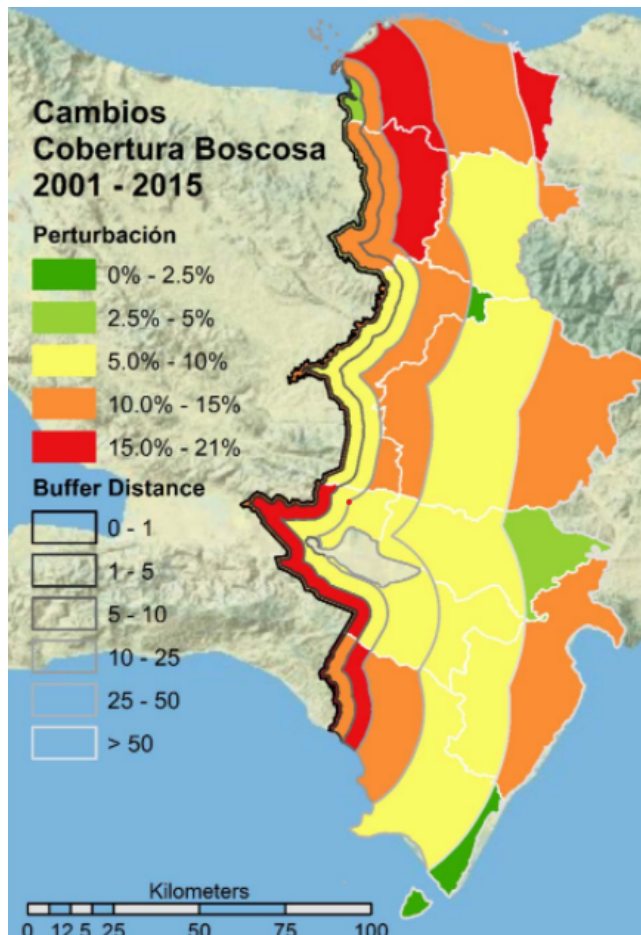 Cambios
Cobertura Boscosa
2001 - 2015
Perturbación
0% - 2.5%
2.5% - 5%
5.0% - 10%
10.0% - 15%
15.0% - 21%
Buffer Distance
0 - 1
1 - 5
5 - 10
10 - 25
25 - 50
> 50
Kilometers
0 12.5 25 50 75 100